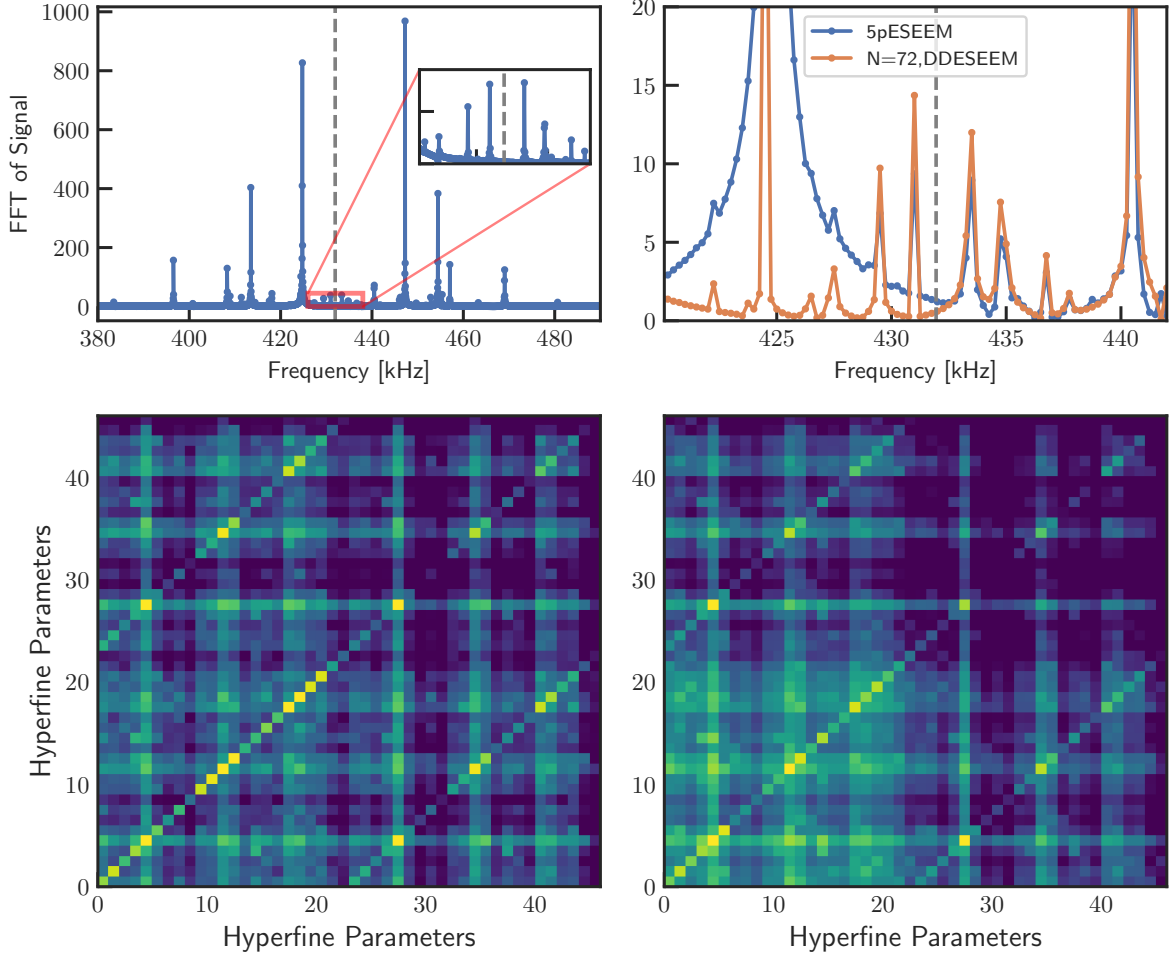 1000
800
600
400
200
0
FFT of Signal
380 400 420 440 460 480
Frequency [kHz]
20
15
10
5
0
5pESEEM
N=72,DDESEEM
425 430 435 440
Frequency [kHz]
40
30
20
10
0
Hyperfine Parameters
0 10 20 30 40
Hyperfine Parameters
40
30
20
10
0
0 10 20 30 40
Hyperfine Parameters